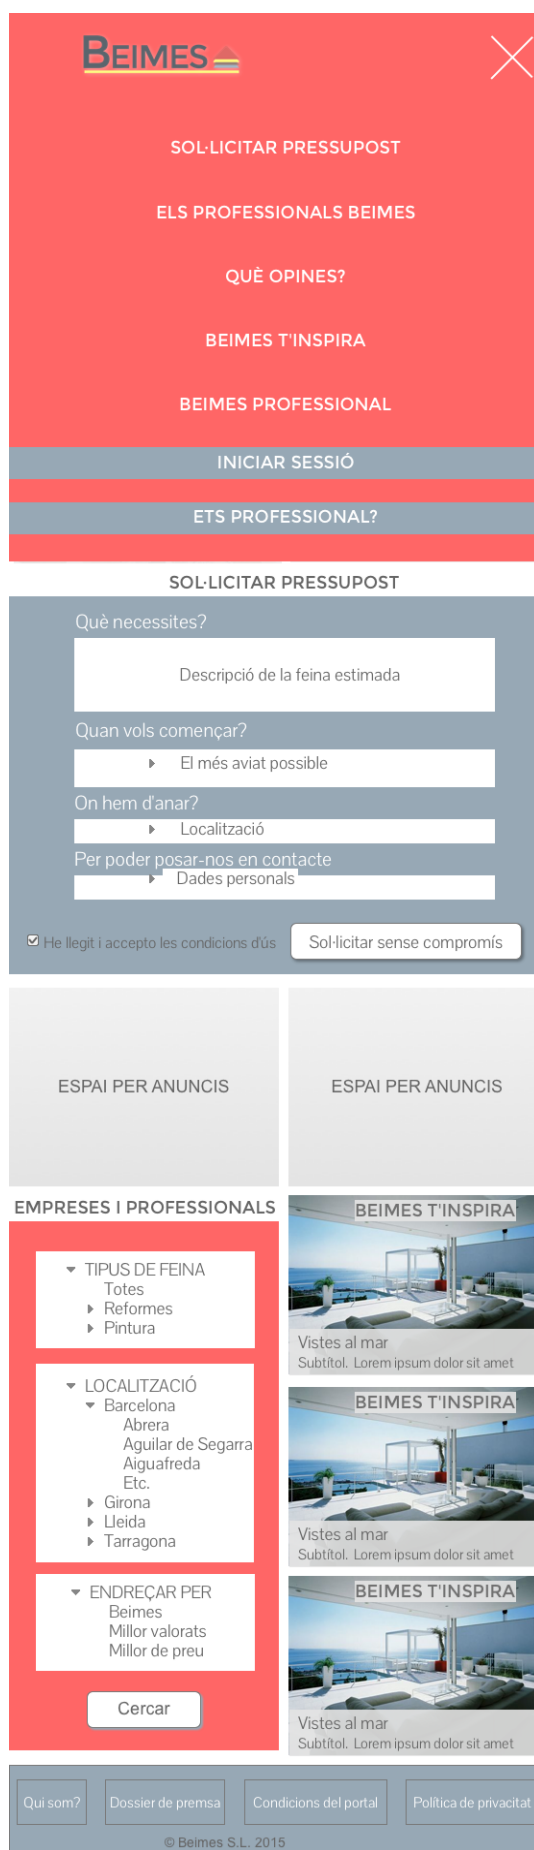 BEIMES
SOL·LICITAR PRESSUPOST
ELS PROFESSIONALS BEIMES
QUÈ OPINES?
BEIMES T'INSPIRA
BEIMES PROFESSIONAL
INICIAR SESSIÓ
ETS PROFESSIONAL?
SOL·LICITAR PRESSUPOST
Què necessites?
Descripció de la feina estimada
Quan vols començar?
El més aviat possible
On hem d'anar?
Localització
Per poder posar-nos en contacte
Dades personals
He llegit i accepto les condicions d'ús
Sol·licitar sense compromís
ESPAI PER ANUNCIS
ESPAI PER ANUNCIS
EMPRESES I PROFESSIONALS
TIPUS DE FEINA
Totes
Reformes
Pintura
LOCALITZACIÓ
Barcelona
Abrera
Aguilar de Segarra
Aiguafreda
Etc.
Girona
Lleida
Tarragona
ENDREÇAR PER
Beimes
Millor valorats
Millor de preu
Cercar
BEIMES T'INSPIRA
Vistes al mar
Subtítol. Lorem ipsum dolor sit amet
BEIMES T'INSPIRA
Vistes al mar
Subtítol. Lorem ipsum dolor sit amet
BEIMES T'INSPIRA
Vistes al mar
Subtítol. Lorem ipsum dolor sit amet
Qui som?
Dossier de premsa
Condicions del portal
Política de privacitat
© Beimes S.L. 2015